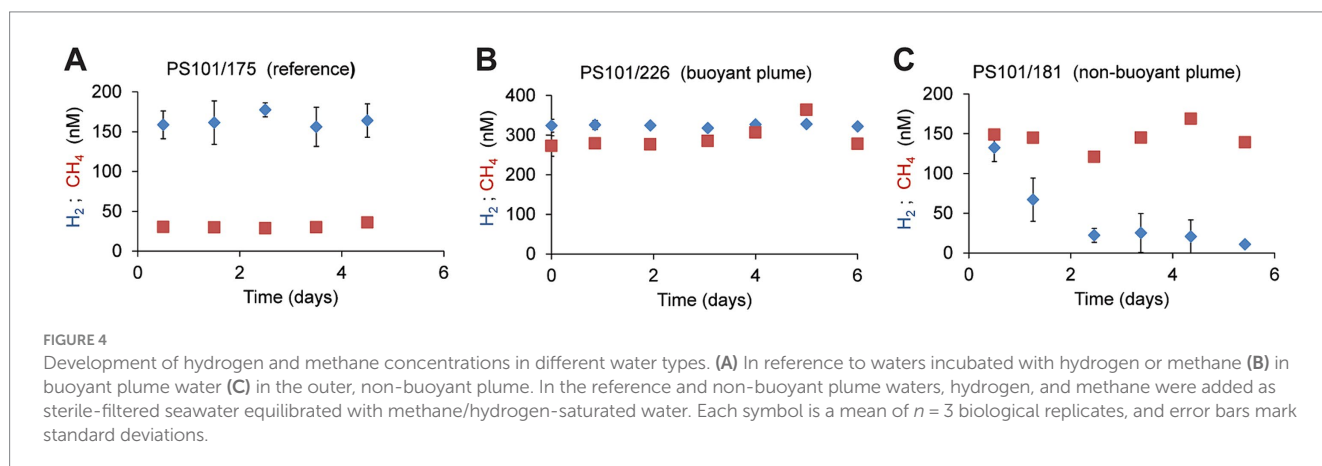 A
PS101/175 (reference)
200
150
100
50
0
H2 ; CH4 (nM)
0 2 4 6
Time (days)
B
PS101/226 (buoyant plume)
400
300
200
100
0
H2 ; CH4 (nM)
0 2 4 6
Time (days)
C
PS101/181 (non-buoyant plume)
200
150
100
50
0
H2 ; CH4 (nM)
0 2 4 6
Time (days)
FIGURE 4
Development of hydrogen and methane concentrations in different water types. (A) In reference to waters incubated with hydrogen or methane (B) in
buoyant plume water (C) in the outer, non-buoyant plume. In the reference and non-buoyant plume waters, hydrogen, and methane were added as
sterile-filtered seawater equilibrated with methane/hydrogen-saturated water. Each symbol is a mean of n = 3 biological replicates, and error bars mark
standard deviations.